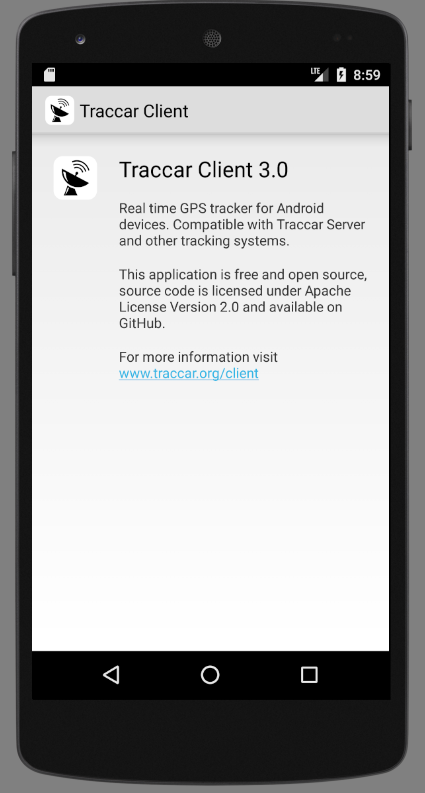 LTE 8:59
Traccar Client
Traccar Client 3.0
Real time GPS tracker for Android
devices. Compatible with Traccar Server
and other tracking systems.
This application is free and open source,
source code is licensed under Apache
License Version 2.0 and available on
GitHub.
For more information visit
www.traccar.org/client